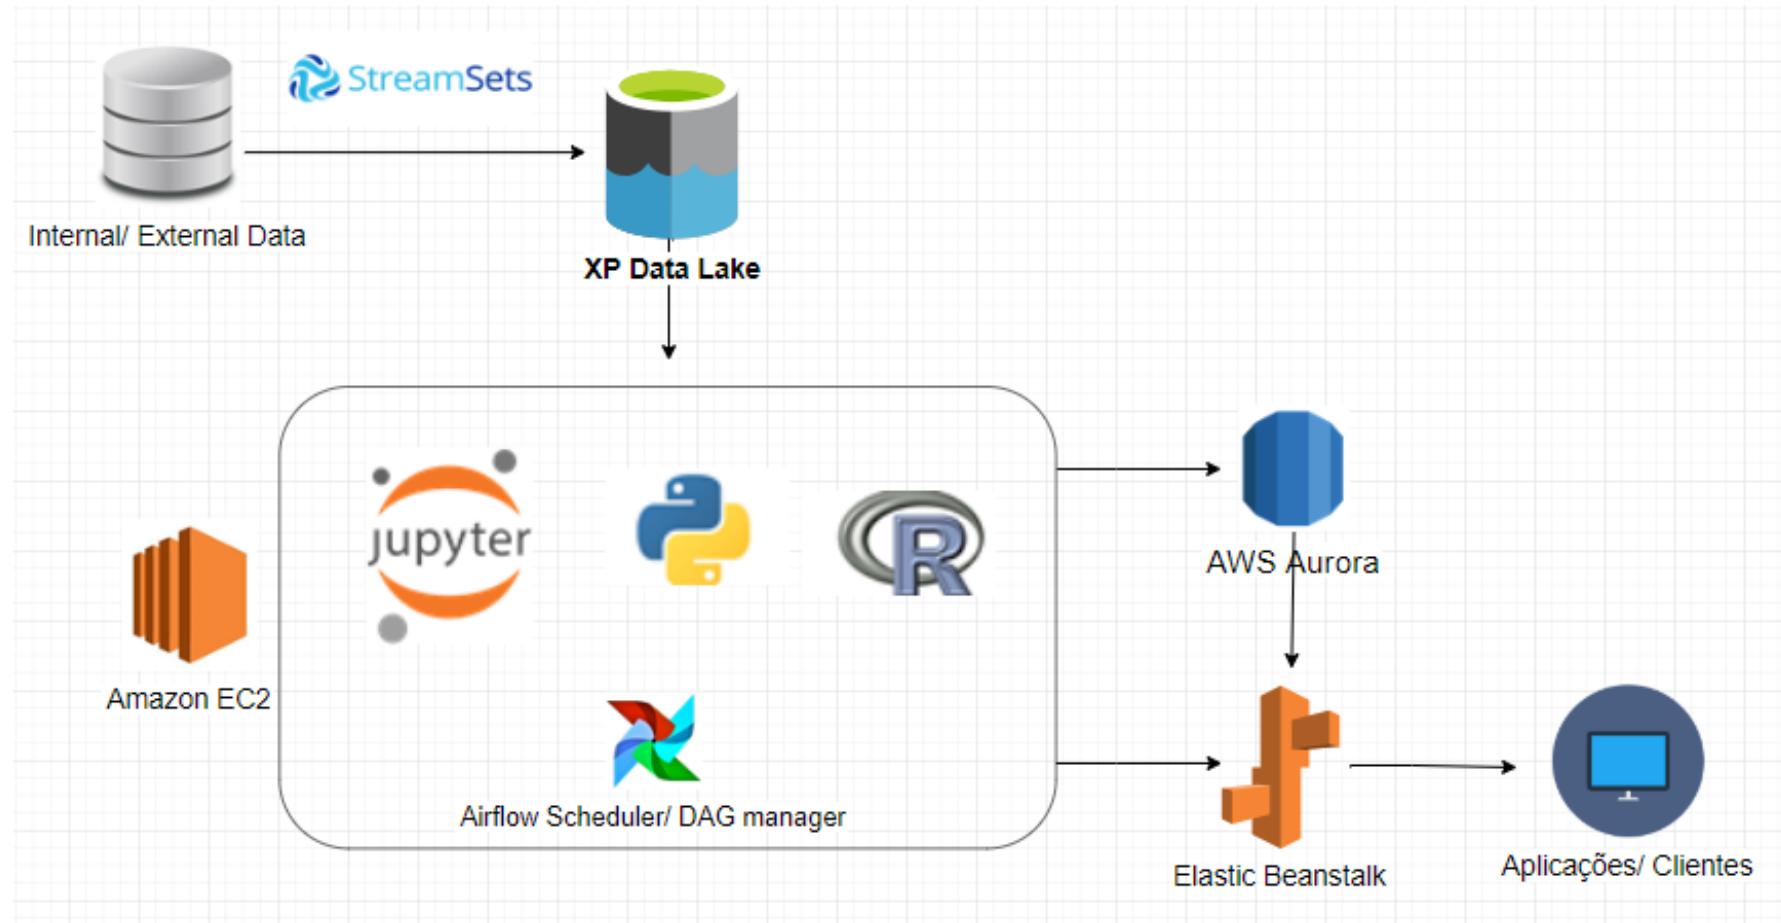 StreamSets
Internal/ External Data
XP Data Lake
jupyter
R
AWS Aurora
Amazon EC2
Airflow Scheduler/ DAG manager
Elastic Beanstalk
Aplicações/ Clientes